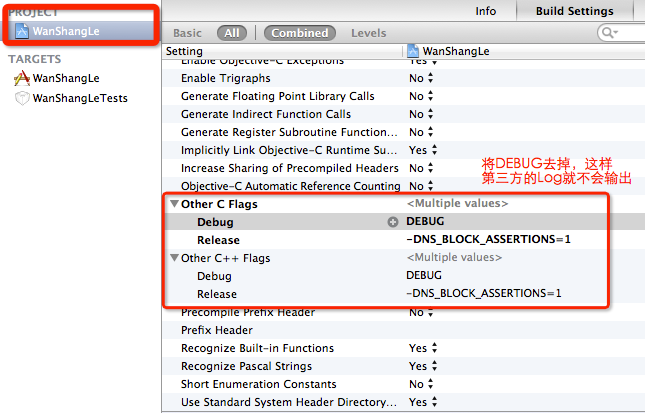 PROJECT
WanShangLe
TARGETS
WanShangLe
WanShangLeTests
Info
Build Settings
Basic All Combined Levels
Setting WanShangLe
Enable Objective-C Exceptions Yes
Enable Trigraphs No
Generate Floating Point Library Calls No
Generate Indirect Function Calls No
Generate Register Subroutine Function... No
Implicitly Link Objective-C Runtime Su... Yes
Increase Sharing of Precompiled Headers No
Objective-C Automatic Reference Counting No
将DEBUG去掉，这样
第三方的Log就不会输出
Other C Flags <Multiple values>
Debug DEBUG
Release -DNS_BLOCK_ASSERTIONS=1
Other C++ Flags <Multiple values>
Debug DEBUG
Release -DNS_BLOCK_ASSERTIONS=1
Precompile Prefix Header No
Prefix Header
Recognize Built-in Functions Yes
Recognize Pascal Strings Yes
Short Enumeration Constants No
Use Standard System Header Directory... Yes